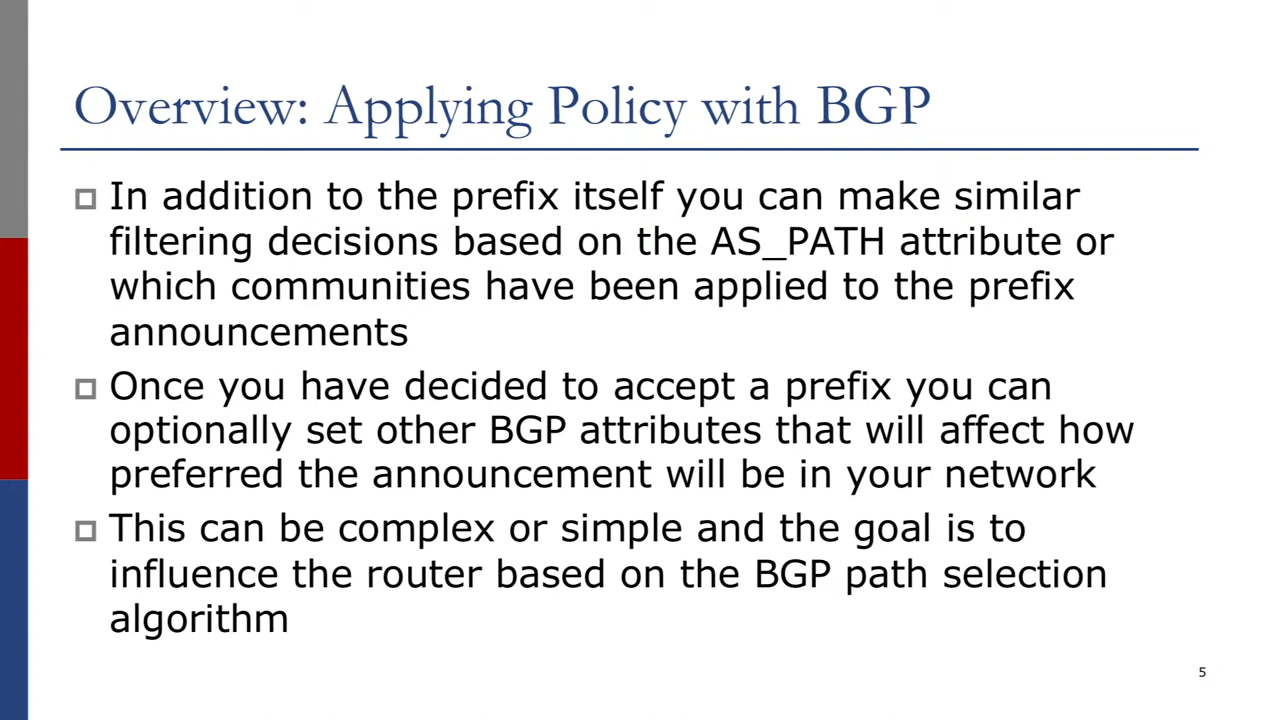 Overview: Applying Policy with BGP
In addition to the prefix itself you can make similar
filtering decisions based on the AS_PATH attribute or
which communities have been applied to the prefix
announcements
Once you have decided to accept a prefix you can
optionally set other BGP attributes that will affect how
preferred the announcement will be in your network
This can be complex or simple and the goal is to
influence the router based on the BGP path selection
algorithm
5